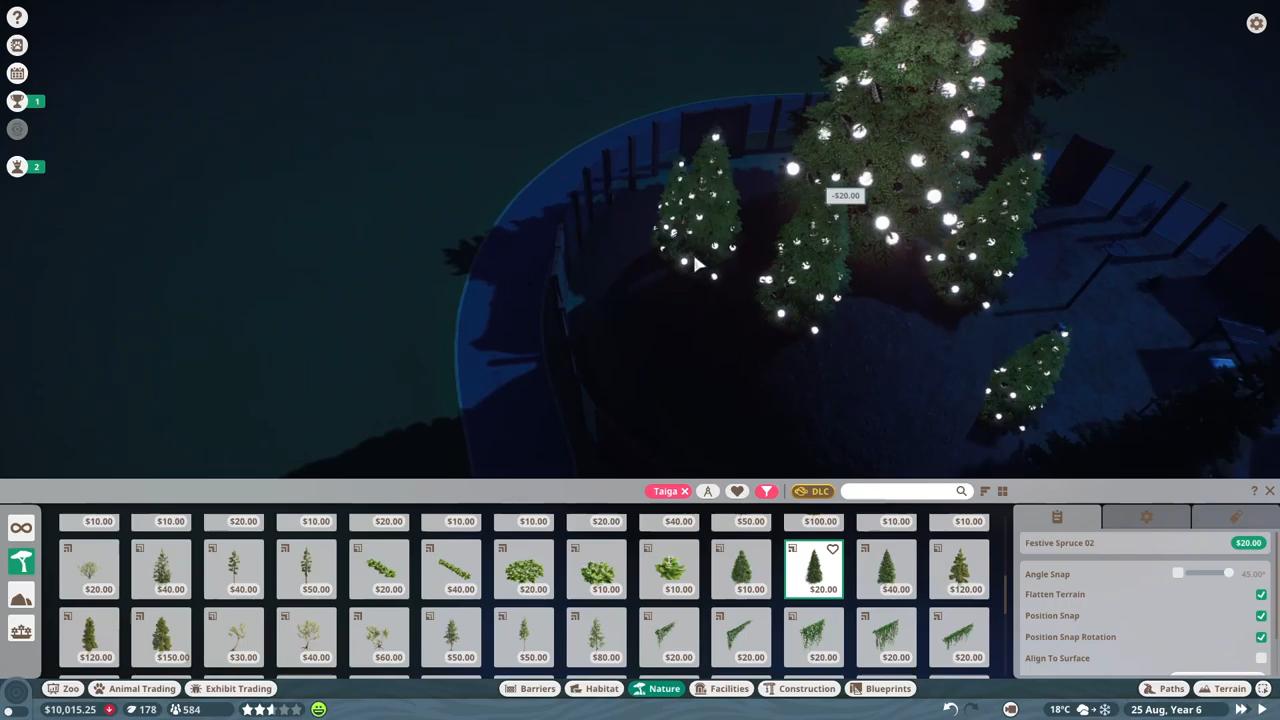 ?
1
2
-$20.00
Taiga ×
DLC
?
$10.00 $10.00 $20.00 $10.00 $20.00 $10.00 $20.00 $20.00 $40.00 $50.00 $100.00 $10.00 $10.00
$20.00 $40.00 $40.00 $50.00 $20.00 $40.00 $20.00 $10.00 $20.00 $10.00 $20.00 $40.00 $120.00
$120.00 $150.00 $30.00 $40.00 $60.00 $50.00 $50.00 $80.00 $20.00 $20.00 $20.00 $20.00 $20.00
Festive Spruce 02 $20.00
Angle Snap 45.00°
Flatten Terrain
Position Snap
Position Snap Rotation
Align To Surface
Zoo Animal Trading Exhibit Trading Barriers Habitat Nature Facilities Construction Blueprints Paths Terrain
$10,015.25 178 584 18°C 25 Aug, Year 6